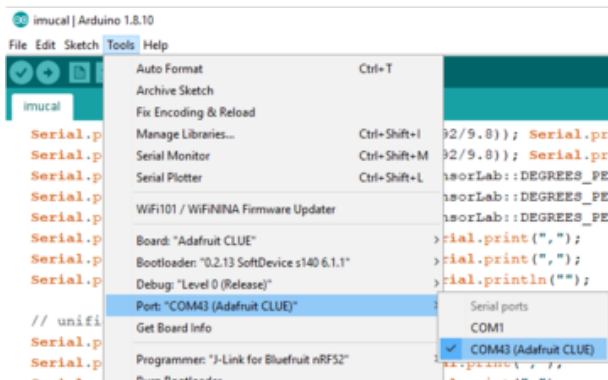 imucal | Arduino 1.8.10
File Edit Sketch Tools Help
imucal
Auto Format Ctrl+T
Archive Sketch
Fix Encoding & Reload
Manage Libraries... Ctrl+Shift+I
Serial Monitor Ctrl+Shift+M
Serial Plotter Ctrl+Shift+L
WiFi101 / WiFiNINA Firmware Updater
Board: "Adafruit CLUE"
Bootloader: "0.2.13 SoftDevice s140 6.1.1"
Debug: "Level 0 (Release)"
Port: "COM43 (Adafruit CLUE)"
Get Board Info
Programmer: "J-Link for Bluefruit nRF52"
Burn Bootloader
Serial ports
COM1
COM43 (Adafruit CLUE)
Serial.p 92/9.8)); Serial.pr
Serial.p 92/9.8)); Serial.pr
Serial.p nsorLab::DEGREES_PE
Serial.p nsorLab::DEGREES_PE
Serial.p nsorLab::DEGREES_PE
Serial.p rial.print(",");
Serial.p rial.print(",");
Serial.p rial.println("");
// unifi
Serial.p
Serial.p